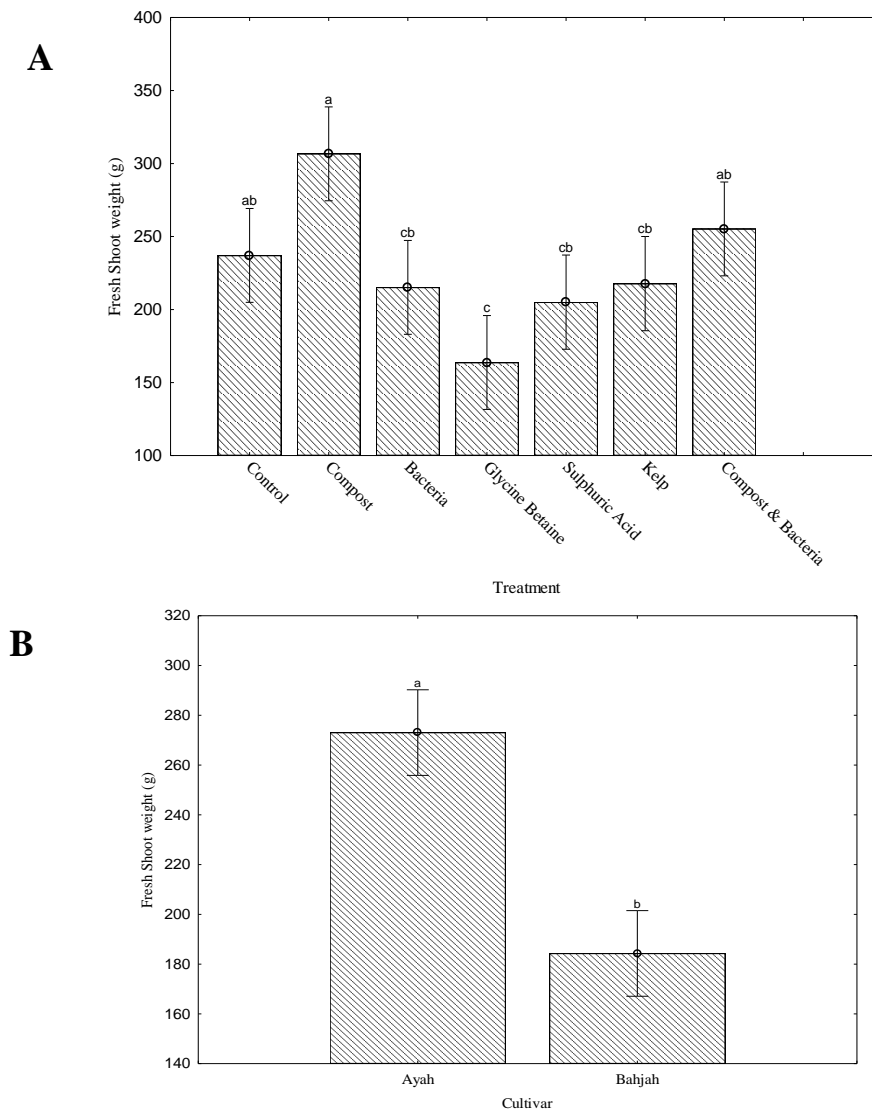 A
400
350
300
250
200
150
100
Fresh Shoot weight (g)
ab
a
cb
c
cb
cb
ab
Control
Compost
Bacteria
Glycine Betaine
Sulphuric Acid
Kelp
Compost & Bacteria
Treatment
B
320
300
280
260
240
220
200
180
160
140
Fresh Shoot weight (g)
a
b
Ayah
Bahjah
Cultivar